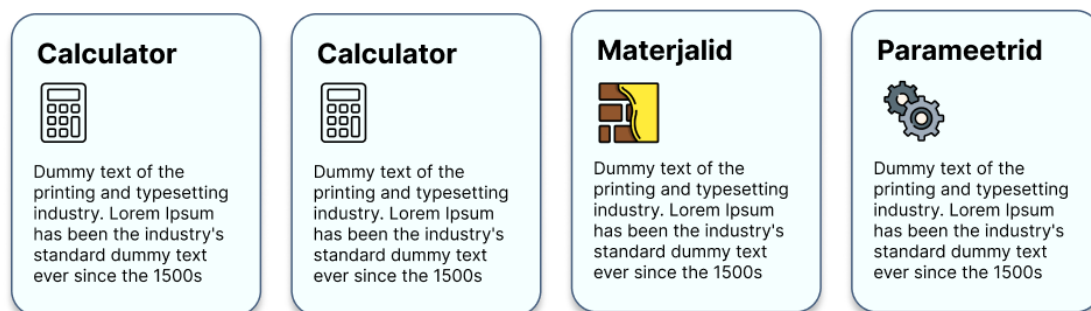 Calculator
Dummy text of the
printing and typesetting
industry. Lorem Ipsum
has been the industry's
standard dummy text
ever since the 1500s
Calculator
Dummy text of the
printing and typesetting
industry. Lorem Ipsum
has been the industry's
standard dummy text
ever since the 1500s
Materjalid
Dummy text of the
printing and typesetting
industry. Lorem Ipsum
has been the industry's
standard dummy text
ever since the 1500s
Parameetrid
Dummy text of the
printing and typesetting
industry. Lorem Ipsum
has been the industry's
standard dummy text
ever since the 1500s